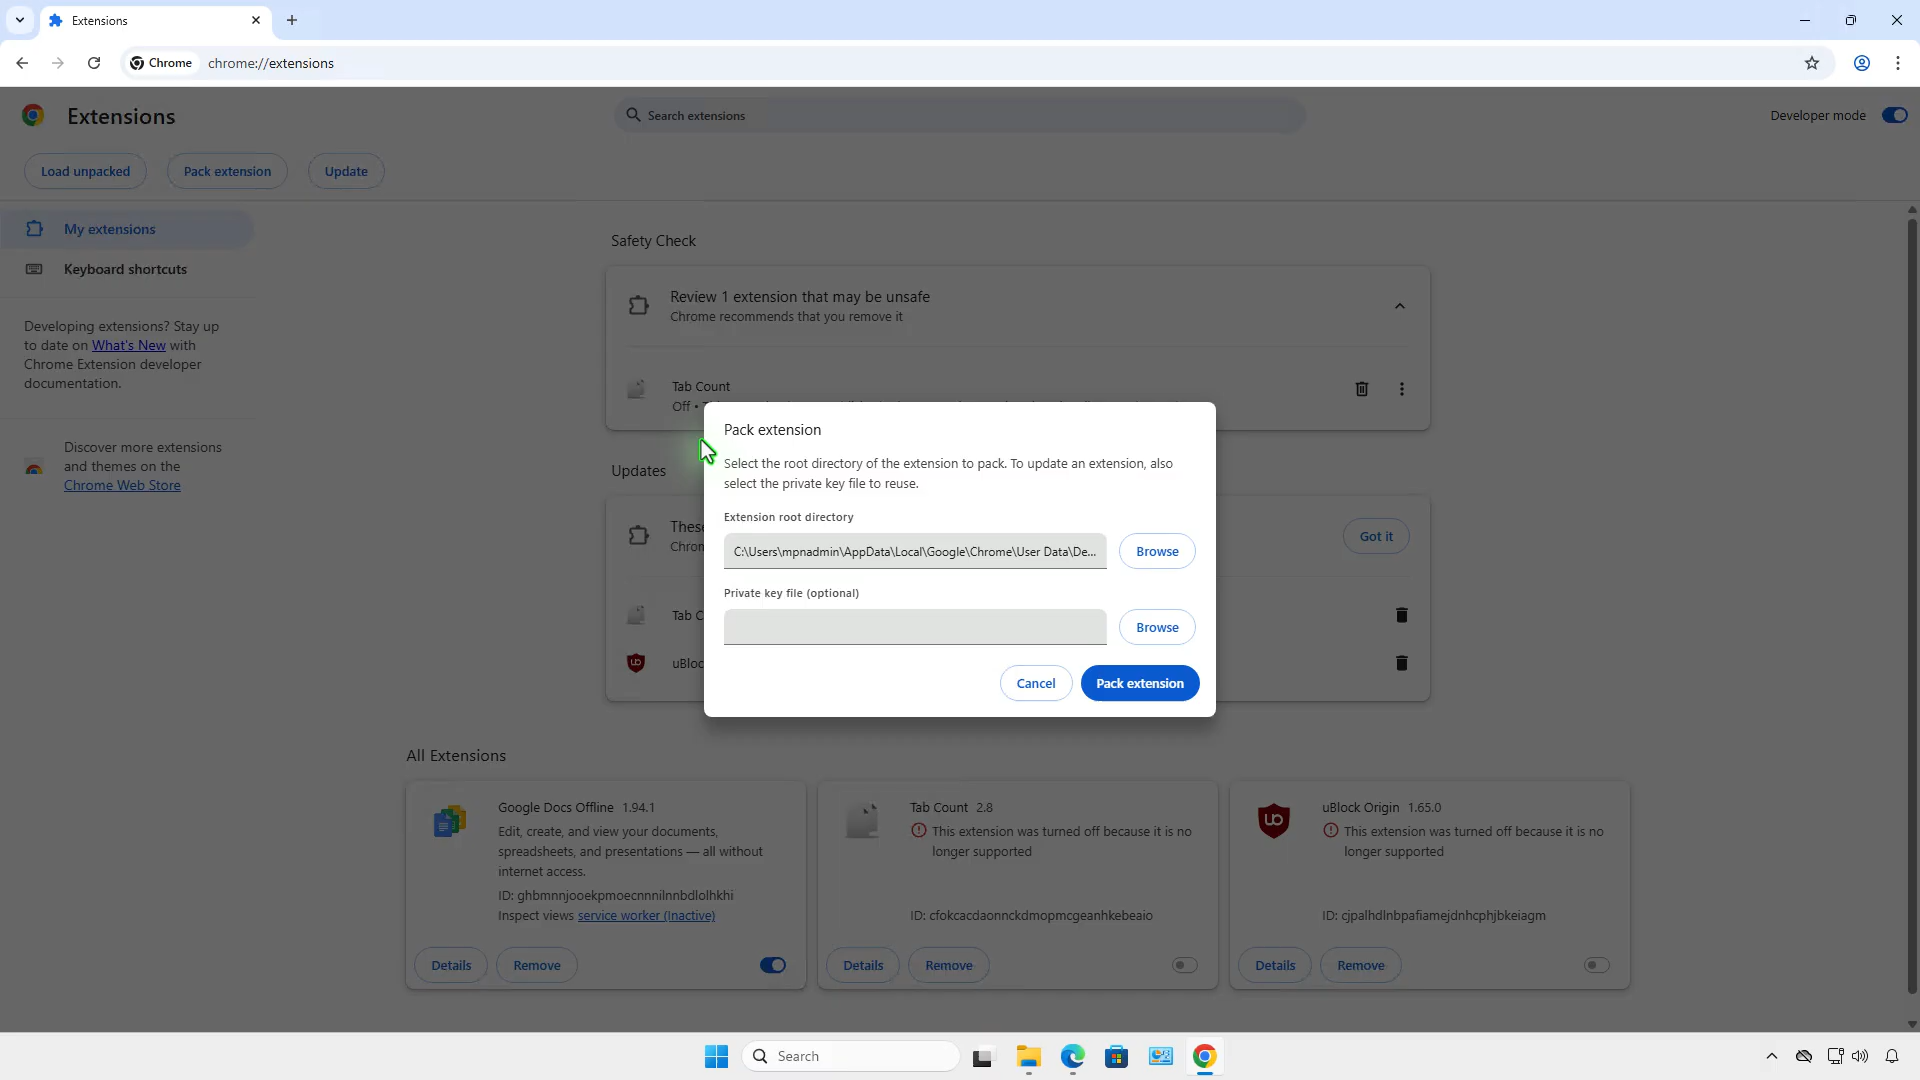 Extensions
Chrome
chrome://extensions
Extensions
Search extensions
Developer mode
Load unpacked
Pack extension
Update
My extensions
Keyboard shortcuts
Developing extensions? Stay up
to date on What's New with
Chrome Extension developer
documentation.
Discover more extensions
and themes on the
Chrome Web Store
Safety Check
Review 1 extension that may be unsafe
Chrome recommends that you remove it
Tab Count
Off •
Updates
These
Chrom
Got it
Tab C
uBloc
Pack extension
Select the root directory of the extension to pack. To update an extension, also
select the private key file to reuse.
Extension root directory
C:\Users\mpnadmin\AppData\Local\Google\Chrome\User Data\De...
Browse
Private key file (optional)
Browse
Cancel
Pack extension
All Extensions
Google Docs Offline 1.94.1
Edit, create, and view your documents,
spreadsheets, and presentations — all without
internet access.
ID: ghbmnnjooekpmoecnnnilnnbdlolhkhi
Inspect views service worker (Inactive)
Details
Remove
Tab Count 2.8
This extension was turned off because it is no
longer supported
ID: cfokcacdaonnckdmopmcgeanhkebeaio
Details
Remove
uBlock Origin 1.65.0
This extension was turned off because it is no
longer supported
ID: cjpalhdlnbpafiamejdnhcphjbkeiagm
Details
Remove
Search